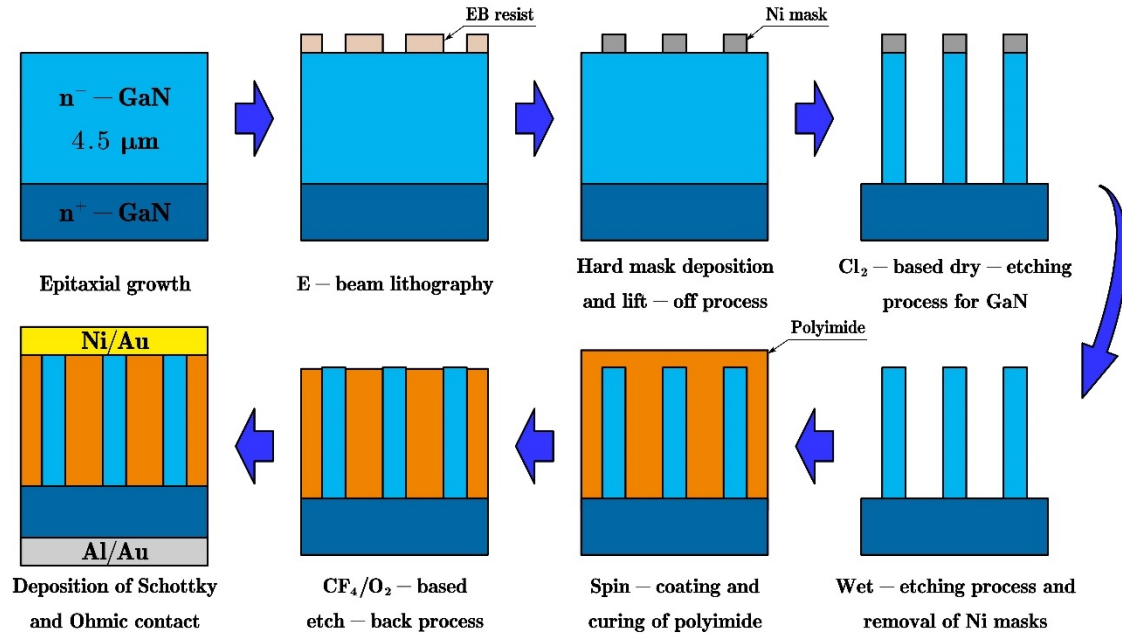 EB resist
Ni mask
n⁻ – GaN
4.5 μm
n⁺ – GaN
Epitaxial growth
E – beam lithography
Hard mask deposition
and lift – off process
Cl₂ – based dry – etching
process for GaN
Polyimide
Ni/Au
Al/Au
Deposition of Schottky
and Ohmic contact
CF₄/O₂ – based
etch – back process
Spin – coating and
curing of polyimide
Wet – etching process and
removal of Ni masks